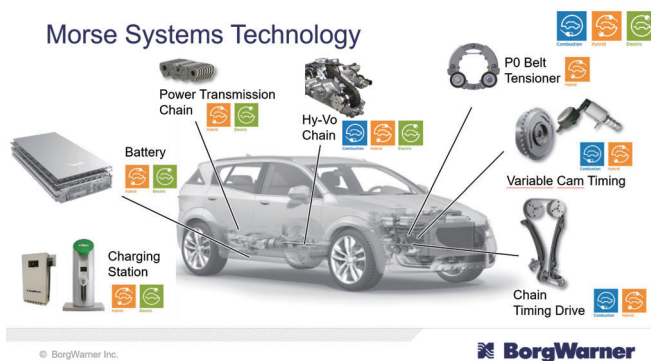 Morse Systems Technology
Combustion
Hybrid
Electric
P0 Belt
Tensioner
Hybrid
Power Transmission
Chain
Hybrid
Electric
Hy-Vo
Chain
Combustion
Hybrid
Electric
Battery
Hybrid
Electric
Combustion
Hybrid
Variable Cam Timing
Charging
Station
Hybrid
Electric
Chain
Timing Drive
Combustion
Hybrid
© BorgWarner Inc.
BorgWarner